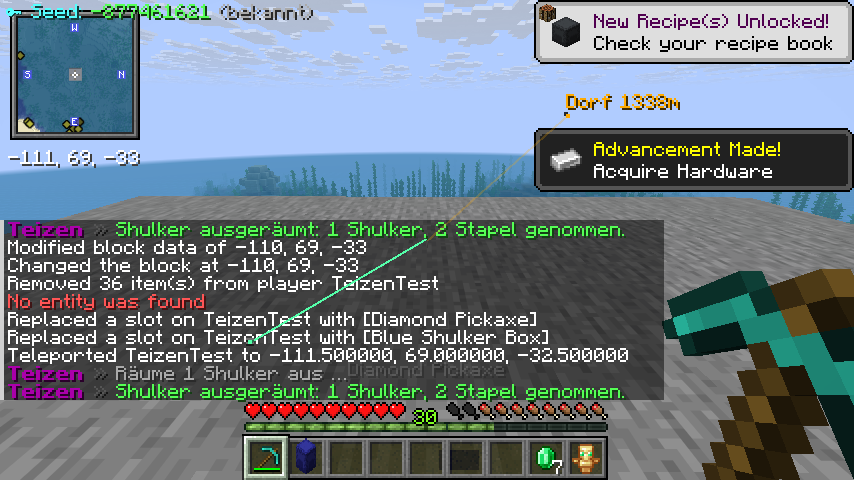 Seed: -877461621 (bekannt)
W
S
N
E
-111, 69, -33
New Recipe(s) Unlocked!
Check your recipe book
Dorf 1338m
Advancement Made!
Acquire Hardware
Teizen » Shulker ausgeräumt: 1 Shulker, 2 Stapel genommen.
Modified block data of -110, 69, -33
Changed the block at -110, 69, -33
Removed 36 item(s) from player TeizenTest
No entity was found
Replaced a slot on TeizenTest with [Diamond Pickaxe]
Replaced a slot on TeizenTest with [Blue Shulker Box]
Teleported TeizenTest to -111.500000, 69.000000, -32.500000
Teizen » Räume 1 Shulker aus ...
Diamond Pickaxe
Teizen » Shulker ausgeräumt: 1 Shulker, 2 Stapel genommen.
30
7